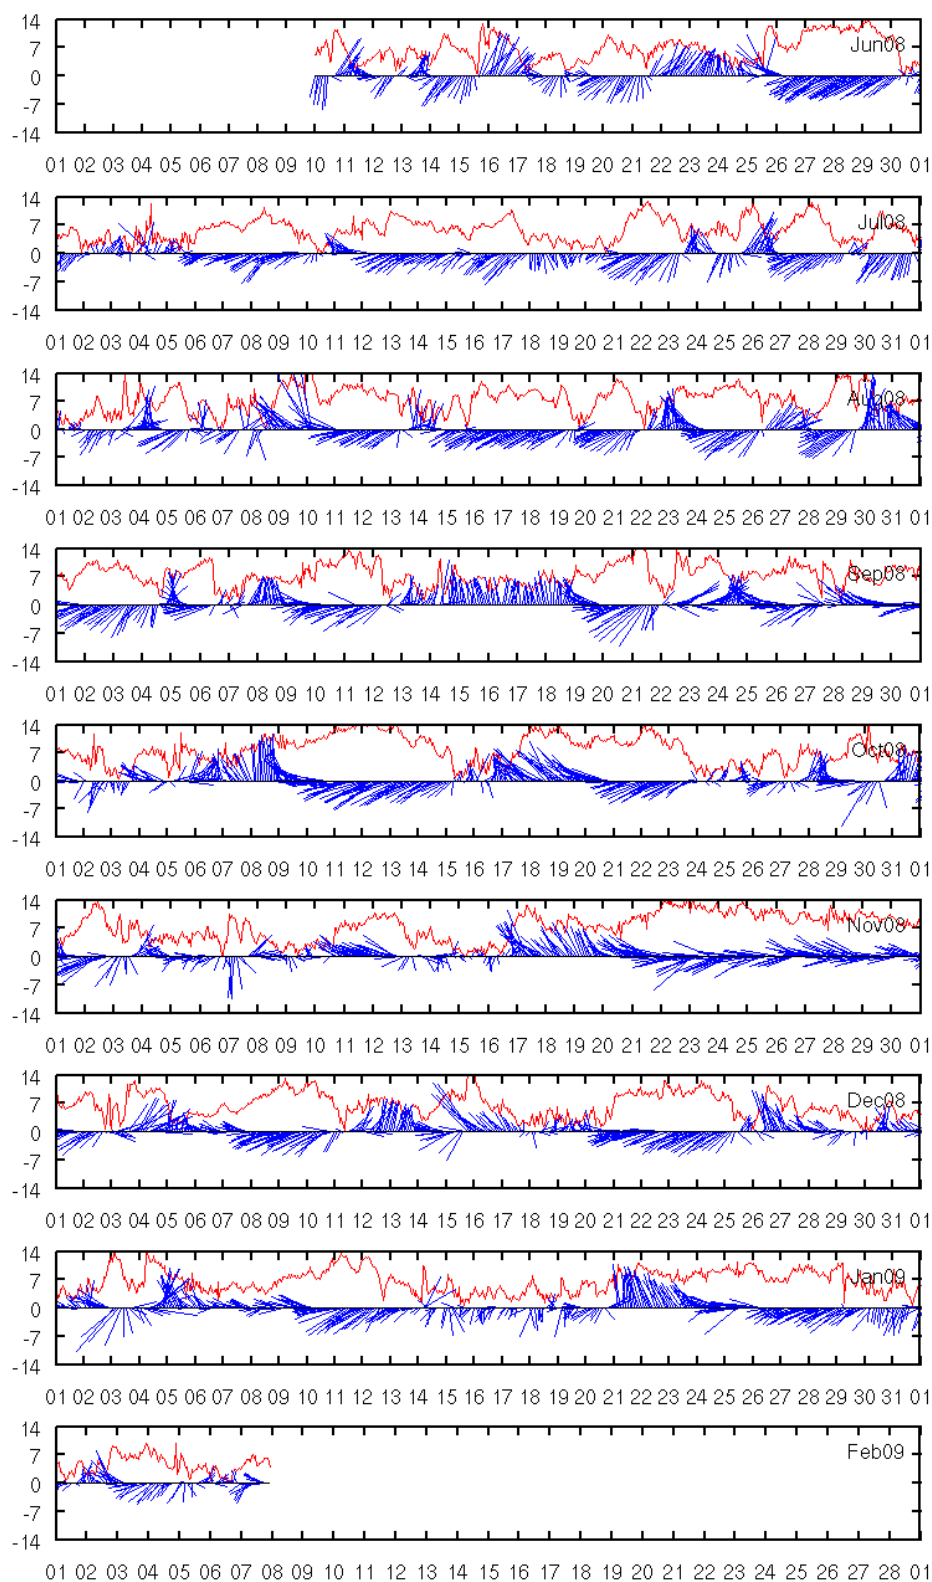 14
7 Jun08
0
-7
-14
01 02 03 04 05 06 07 08 09 10 11 12 13 14 15 16 17 18 19 20 21 22 23 24 25 26 27 28 29 30 01
14
7 Jul08
0
-7
-14
01 02 03 04 05 06 07 08 09 10 11 12 13 14 15 16 17 18 19 20 21 22 23 24 25 26 27 28 29 30 31 01
14
7 Aug08
0
-7
-14
01 02 03 04 05 06 07 08 09 10 11 12 13 14 15 16 17 18 19 20 21 22 23 24 25 26 27 28 29 30 31 01
14
7 Sep08
0
-7
-14
01 02 03 04 05 06 07 08 09 10 11 12 13 14 15 16 17 18 19 20 21 22 23 24 25 26 27 28 29 30 01
14
7 Oct08
0
-7
-14
01 02 03 04 05 06 07 08 09 10 11 12 13 14 15 16 17 18 19 20 21 22 23 24 25 26 27 28 29 30 31 01
14
7 Nov08
0
-7
-14
01 02 03 04 05 06 07 08 09 10 11 12 13 14 15 16 17 18 19 20 21 22 23 24 25 26 27 28 29 30 01
14
7 Dec08
0
-7
-14
01 02 03 04 05 06 07 08 09 10 11 12 13 14 15 16 17 18 19 20 21 22 23 24 25 26 27 28 29 30 31 01
14
7 Jan09
0
-7
-14
01 02 03 04 05 06 07 08 09 10 11 12 13 14 15 16 17 18 19 20 21 22 23 24 25 26 27 28 29 30 31 01
14
7 Feb09
0
-7
-14
01 02 03 04 05 06 07 08 09 10 11 12 13 14 15 16 17 18 19 20 21 22 23 24 25 26 27 28 01